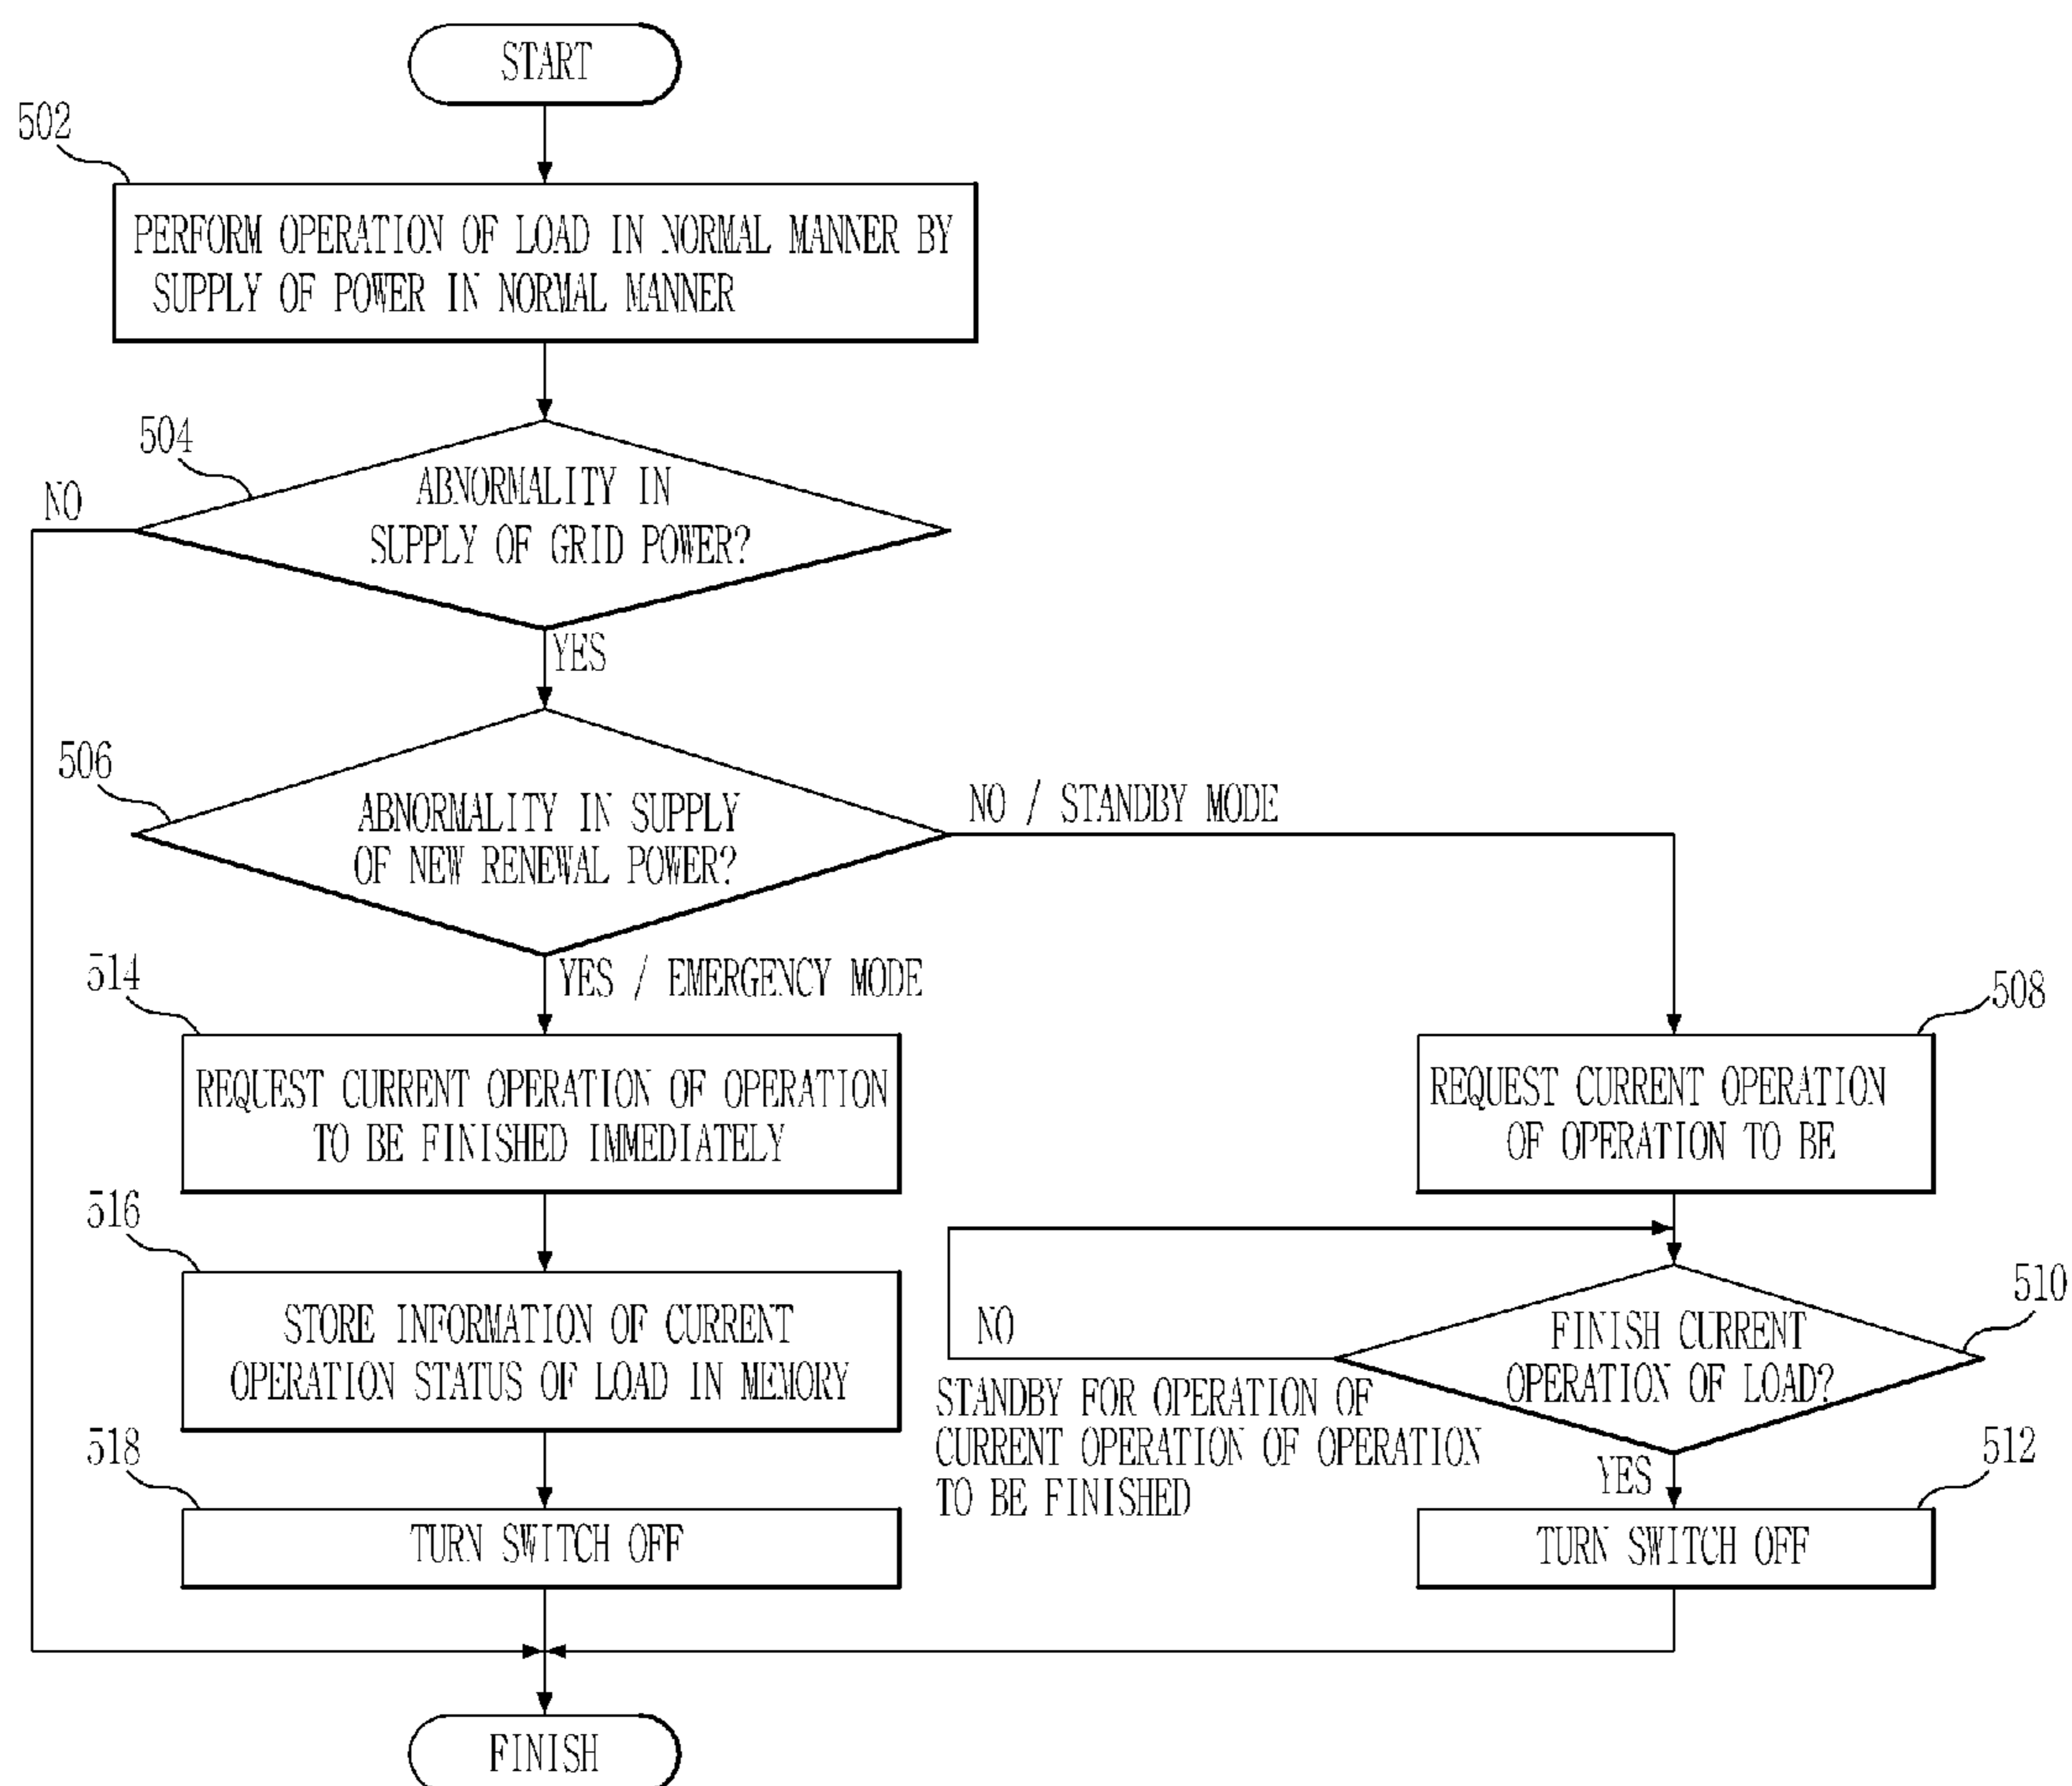 START
502
PERFORM OPERATION OF LOAD IN NORMAL MANNER BY
SUPPLY OF POWER IN NORMAL MANNER
504
NO
ABNORMALITY IN
SUPPLY OF GRID POWER?
YES
506
ABNORMALITY IN SUPPLY
OF NEW RENEWAL POWER?
NO / STANDBY MODE
YES / EMERGENCY MODE
514
REQUEST CURRENT OPERATION OF OPERATION
TO BE FINISHED IMMEDIATELY
508
REQUEST CURRENT OPERATION
OF OPERATION TO BE
516
STORE INFORMATION OF CURRENT
OPERATION STATUS OF LOAD IN MEMORY
510
NO
FINISH CURRENT
OPERATION OF LOAD?
STANDBY FOR OPERATION OF
CURRENT OPERATION OF OPERATION
TO BE FINISHED
YES
518
TURN SWITCH OFF
512
TURN SWITCH OFF
FINISH